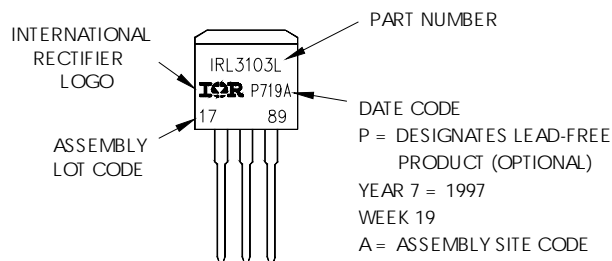 INTERNATIONAL
RECTIFIER
LOGO
PART NUMBER
IRL3103L
IOR P719A
17 89
ASSEMBLY
LOT CODE
DATE CODE
P = DESIGNATES LEAD-FREE
PRODUCT (OPTIONAL)
YEAR 7 = 1997
WEEK 19
A = ASSEMBLY SITE CODE